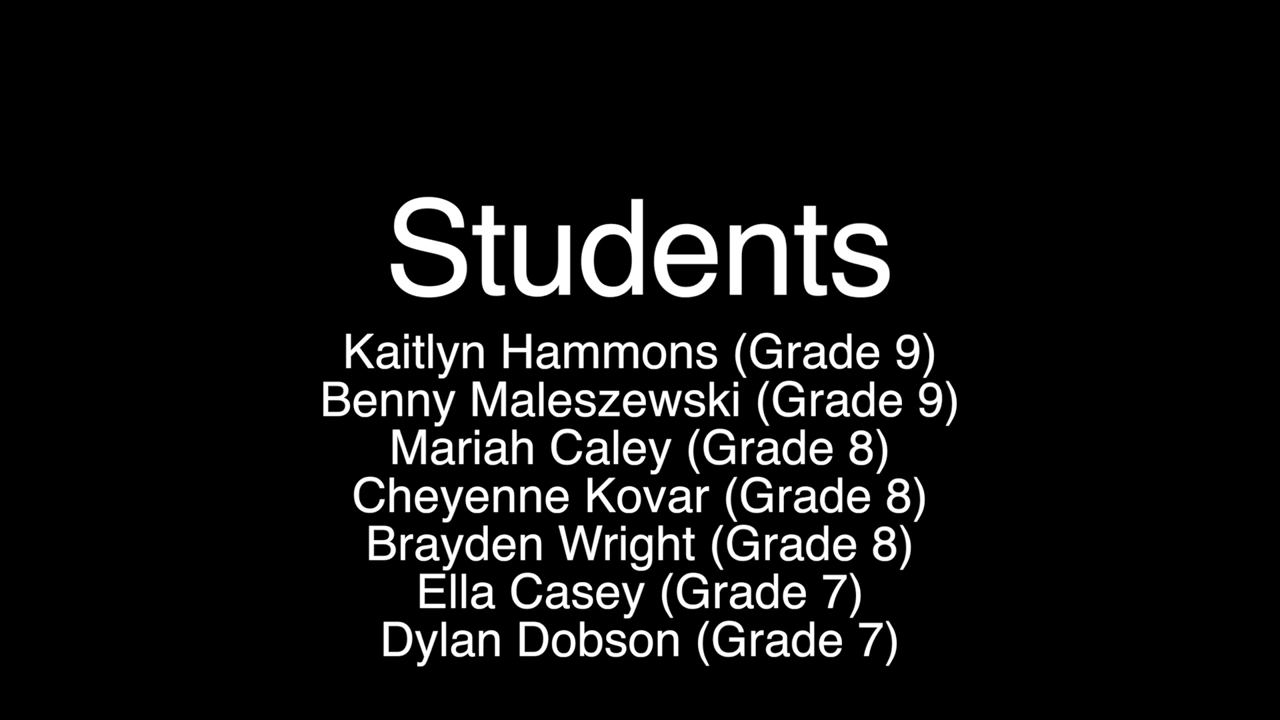 Students
Kaitlyn Hammons (Grade 9)
Benny Maleszewski (Grade 9)
Mariah Caley (Grade 8)
Cheyenne Kovar (Grade 8)
Brayden Wright (Grade 8)
Ella Casey (Grade 7)
Dylan Dobson (Grade 7)